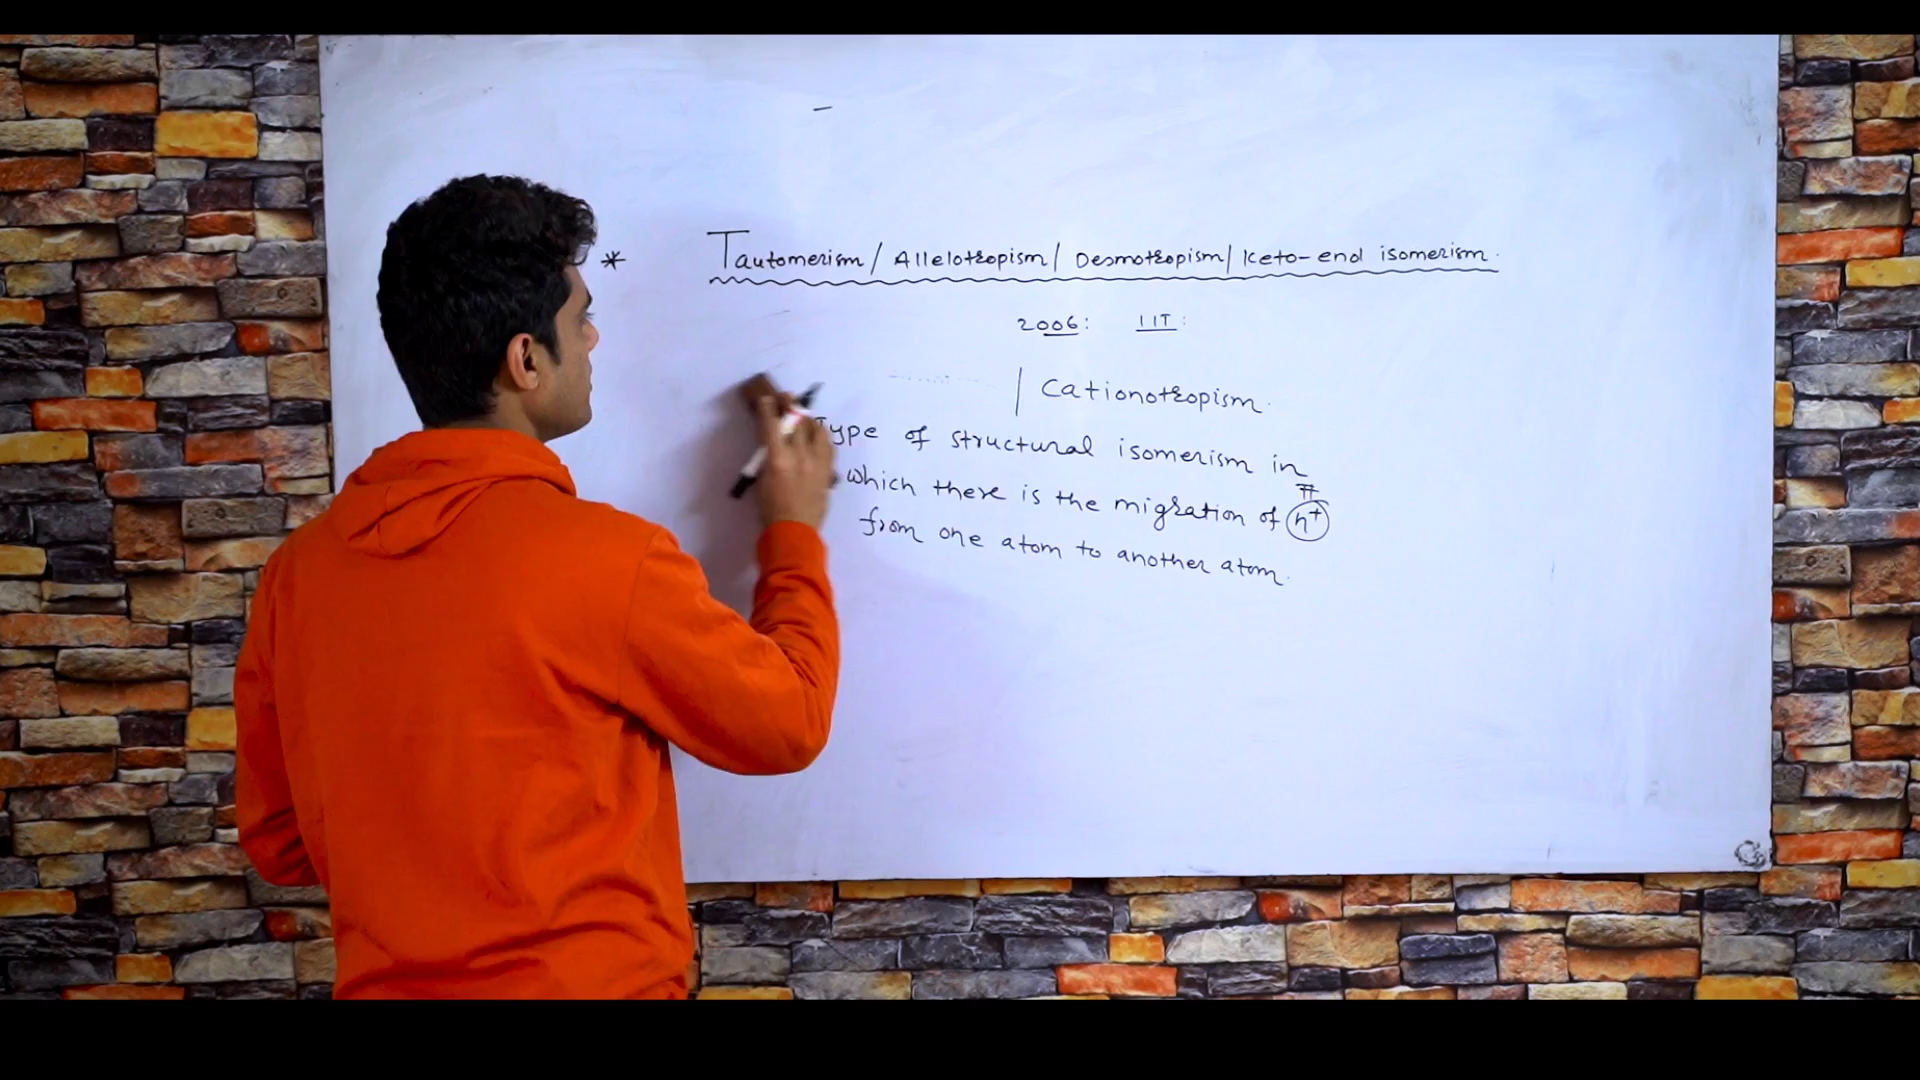 * Tautomerism / Allelotropism / Desmotropism / Keto-enol isomerism.
2006: IIT:
| Cationotropism.
Type of structural isomerism in
which there is the migration of H+
from one atom to another atom.